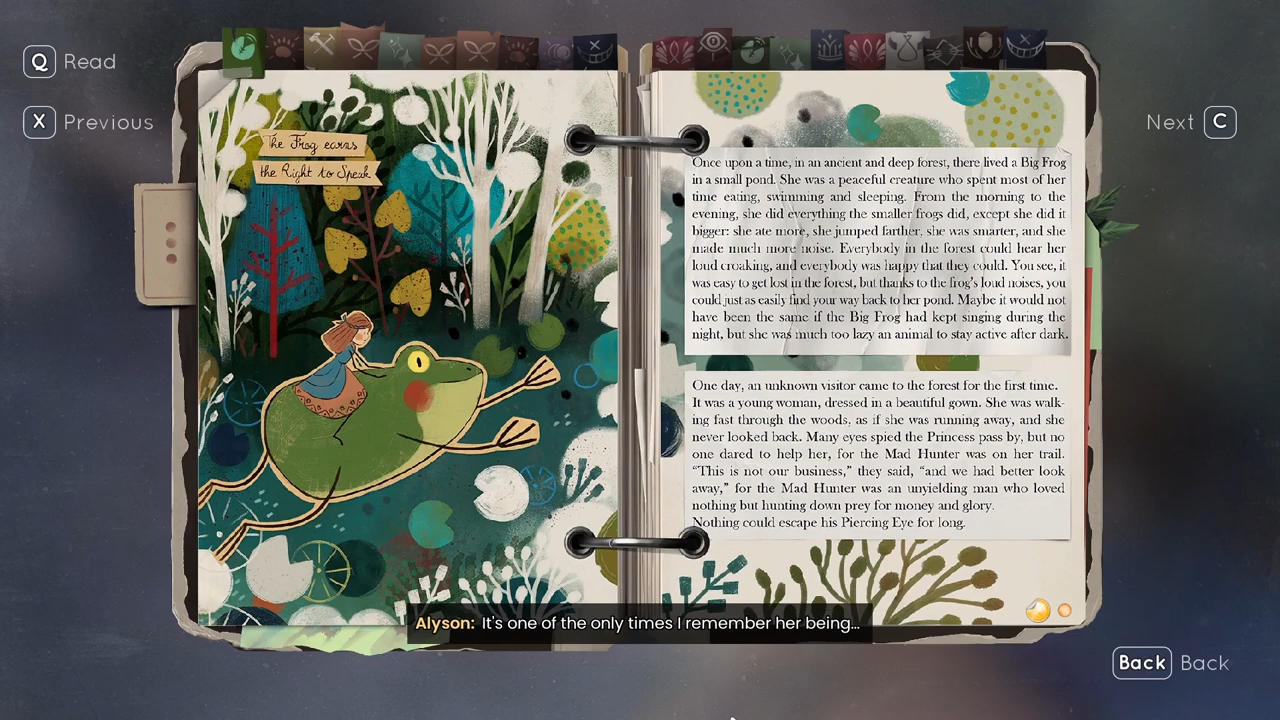 Q Read
X Previous
Next C
The Frog earns
the Right to Speak
Once upon a time, in an ancient and deep forest, there lived a Big Frog
in a small pond. She was a peaceful creature who spent most of her
time eating, swimming and sleeping. From the morning to the
evening, she did everything the smaller frogs did, except she did it
bigger: she ate more, she jumped farther, she was smarter, and she
made much more noise. Everybody in the forest could hear her
loud croaking, and everybody was happy that they could. You see, it
was easy to get lost in the forest, but thanks to the frog's loud noises, you
could just as easily find your way back to her pond. Maybe it would not
have been the same if the Big Frog had kept singing during the
night, but she was much too lazy an animal to stay active after dark.
One day, an unknown visitor came to the forest for the first time.
It was a young woman, dressed in a beautiful gown. She was walk-
ing fast through the woods, as if she was running away, and she
never looked back. Many eyes spied the Princess pass by, but no
one dared to help her, for the Mad Hunter was on her trail.
“This is not our business,” they said, “and we had better look
away,” for the Mad Hunter was an unyielding man who loved
nothing but hunting down prey for money and glory.
Nothing could escape his Piercing Eye for long.
Alyson: It's one of the only times I remember her being...
Back Back